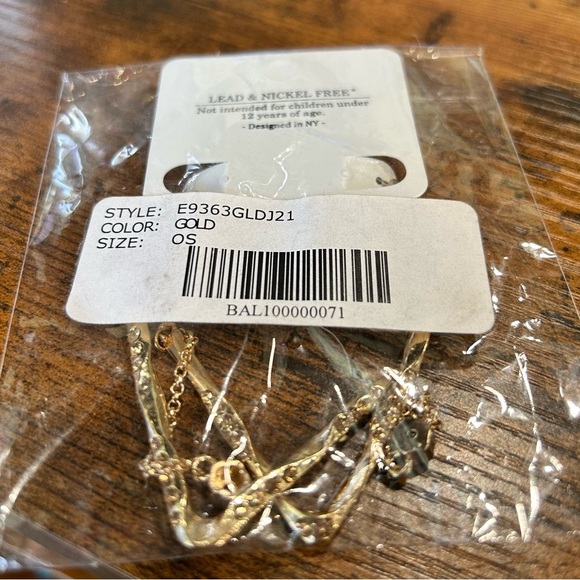 LEAD & NICKEL FREE*
Not intended for children under
12 years of age.
- Designed in NY -
STYLE: E9363GLDJ21
COLOR: GOLD
SIZE: OS
BAL100000071